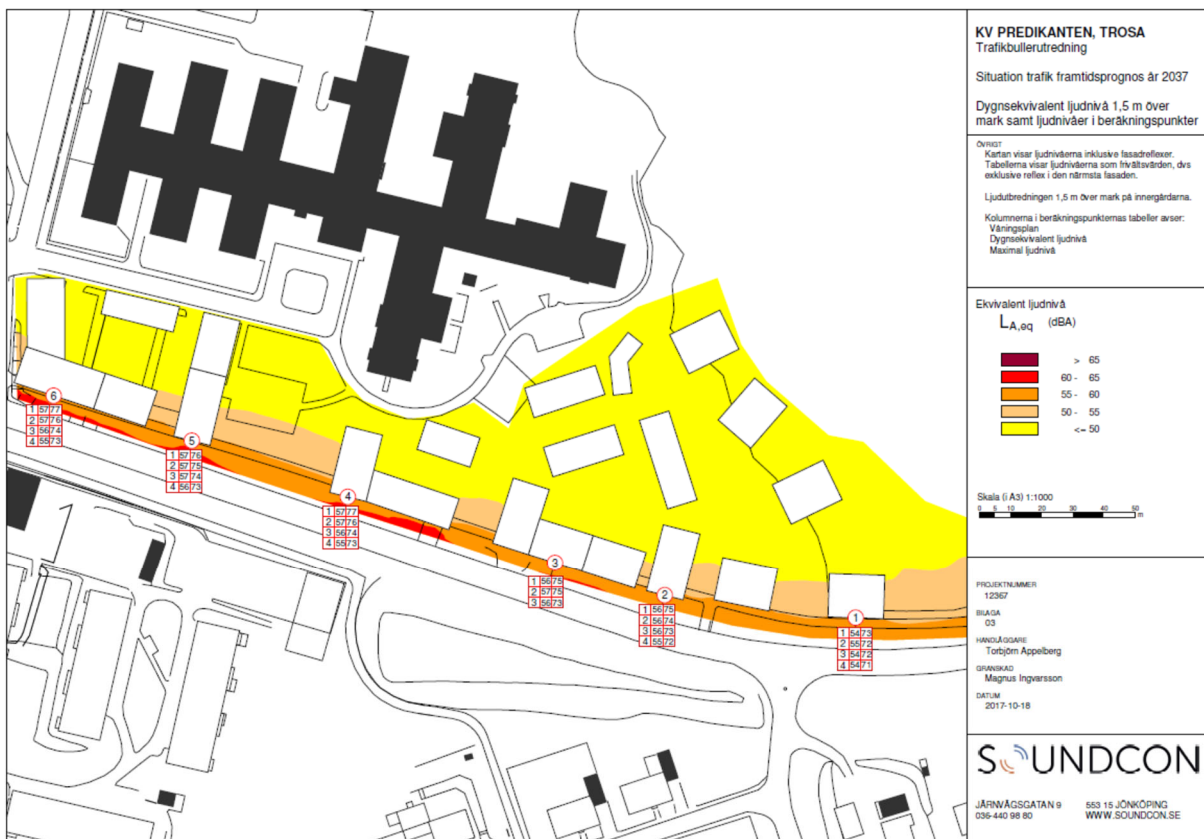 KV PREDIKANTEN, TROSA
Trafikbullerutredning
Situation trafik framtidsprognos år 2037
Dygnsekvivalent ljudnivå 1,5 m över
mark samt ljudnivåer i beräkningspunkter
ÖVRIGT
Kartan visar ljudnivåerna inklusive fasadreflexer.
Tabellerna visar ljudnivåerna som frivältsvärden, dvs
exklusive reflex i den närmsta fasaden.
Ljudutbredningen 1,5 m över mark på innergårdarna.
Kolumnerna i beräkningspunkternas tabeller avser:
Våningsplan
Dygnsekvivalent ljudnivå
Maximal ljudnivå
Ekvivalent ljudnivå
LA,eq (dBA)
> 65
60 - 65
55 - 60
50 - 55
<= 50
Skala (i A3) 1:1000
0 5 10 20 30 40 50
m
PROJEKTNUMMER
12367
BILAGA
03
HANDLÄGGARE
Torbjörn Appelberg
GRANSKAD
Magnus Ingvarsson
DATUM
2017-10-18
SOUNDCON
JÄRNVÄGSGATAN 9 553 15 JÖNKÖPING
036-440 98 80 WWW.SOUNDCON.SE
6
1 57 77
2 57 76
3 56 74
4 55 73
5
1 57 76
2 57 75
3 57 74
4 56 73
4
1 57 77
2 57 76
3 56 74
4 55 73
3
1 56 75
2 57 75
3 56 73
2
1 56 75
2 56 74
3 56 73
4 55 72
1
1 54 73
2 55 72
3 54 72
4 54 71